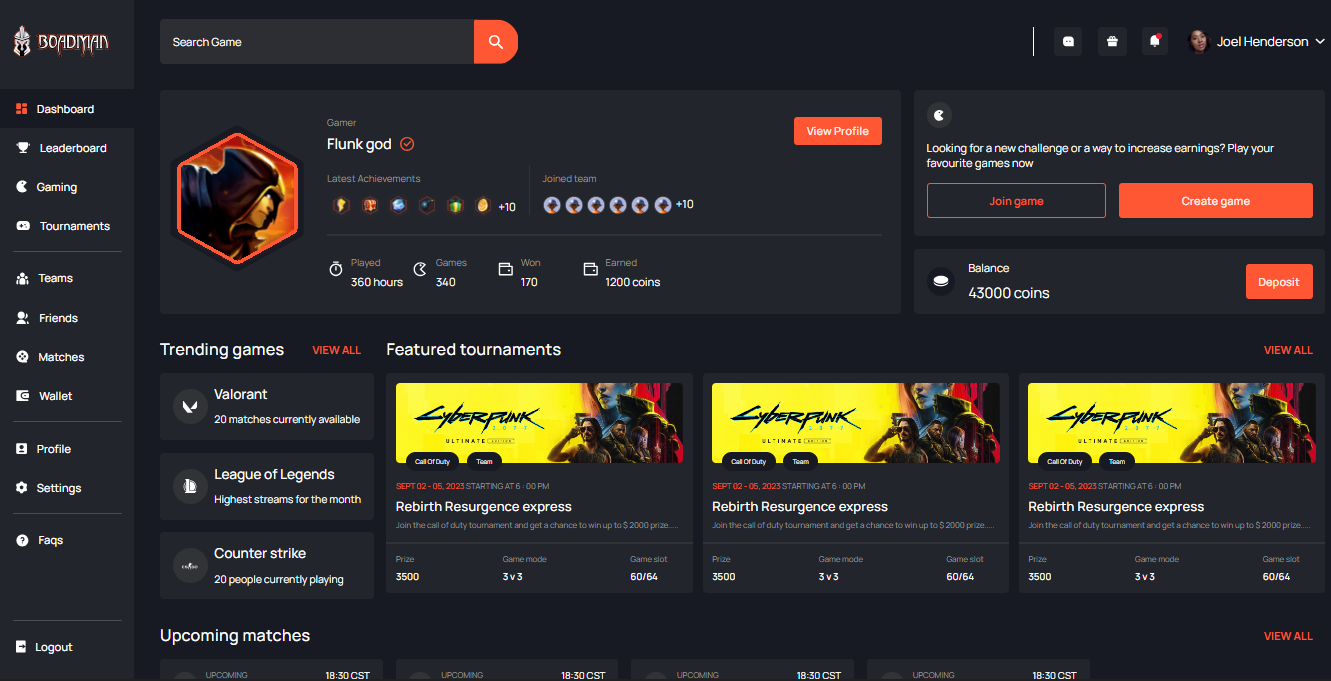 BOADMAN
Search Game
Joel Henderson
Dashboard
Leaderboard
Gaming
Tournaments
Teams
Friends
Matches
Wallet
Profile
Settings
Faqs
Logout
Gamer
Flunk god
View Profile
Latest Achievements
+10
Joined team
+10
Played
360 hours
Games
340
Won
170
Earned
1200 coins
Looking for a new challenge or a way to increase earnings? Play your
favourite games now
Join game
Create game
Balance
43000 coins
Deposit
Trending games
VIEW ALL
Valorant
20 matches currently available
League of Legends
Highest streams for the month
CS:GO
Counter strike
20 people currently playing
Featured tournaments
VIEW ALL
Cyberpunk
2077
ULTIMATE EDITION
Call Of Duty
Team
SEPT 02 - 05, 2023 STARTING AT 6 : 00 PM
Rebirth Resurgence express
Join the call of duty tournament and get a chance to win up to $ 2000 prize.....
Prize
3500
Game mode
3 v 3
Game slot
60/64
Cyberpunk
2077
ULTIMATE EDITION
Call Of Duty
Team
SEPT 02 - 05, 2023 STARTING AT 6 : 00 PM
Rebirth Resurgence express
Join the call of duty tournament and get a chance to win up to $ 2000 prize.....
Prize
3500
Game mode
3 v 3
Game slot
60/64
Cyberpunk
2077
ULTIMATE EDITION
Call Of Duty
Team
SEPT 02 - 05, 2023 STARTING AT 6 : 00 PM
Rebirth Resurgence express
Join the call of duty tournament and get a chance to win up to $ 2000 prize.....
Prize
3500
Game mode
3 v 3
Game slot
60/64
Upcoming matches
VIEW ALL
UPCOMING
18:30 CST
UPCOMING
18:30 CST
UPCOMING
18:30 CST
UPCOMING
18:30 CST